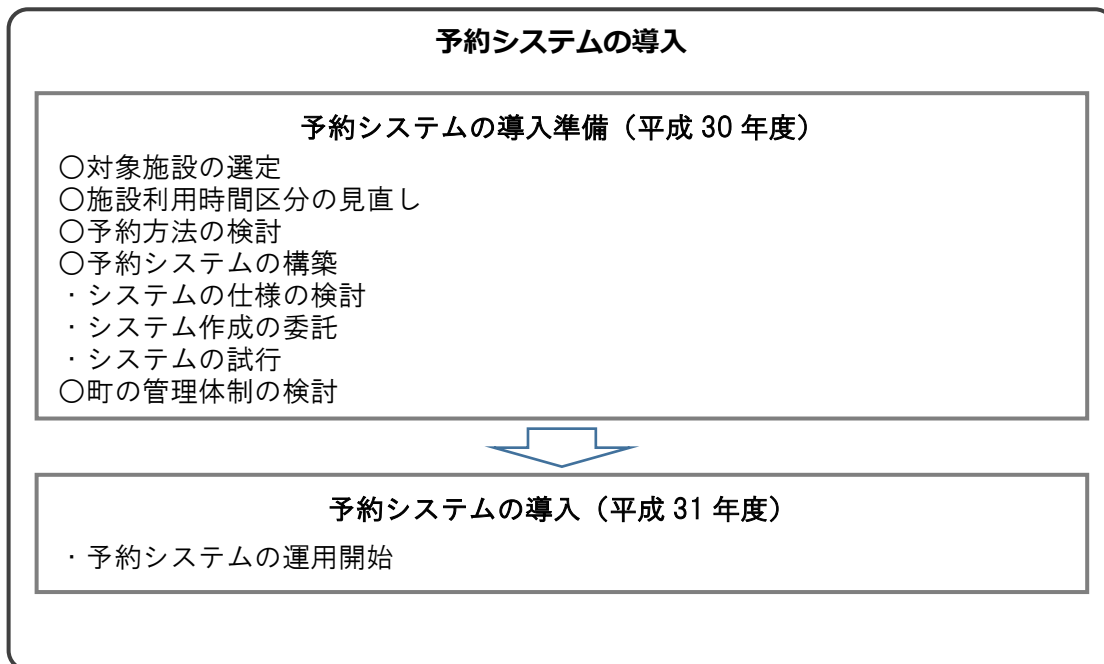 予約システムの導入
予約システムの導入準備（平成 30 年度）
〇対象施設の選定
〇施設利用時間区分の見直し
〇予約方法の検討
〇予約システムの構築
・システムの仕様の検討
・システム作成の委託
・システムの試行
〇町の管理体制の検討
予約システムの導入（平成 31 年度）
・予約システムの運用開始